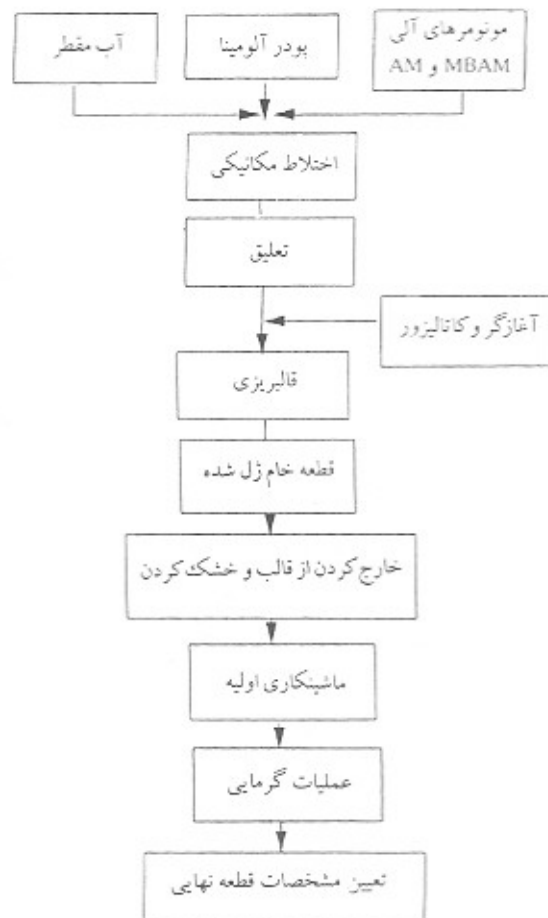 مونومرهای آلی
AM و MBAM
پودر آلومینا
آب مقطر
اختلاط مکانیکی
تعلیق
آغازگر و کاتالیزور
قالبریزی
قطعه خام ژل شده
خارج کردن از قالب و خشک کردن
ماشینکاری اولیه
عملیات گرمایی
تعیین مشخصات قطعه نهایی